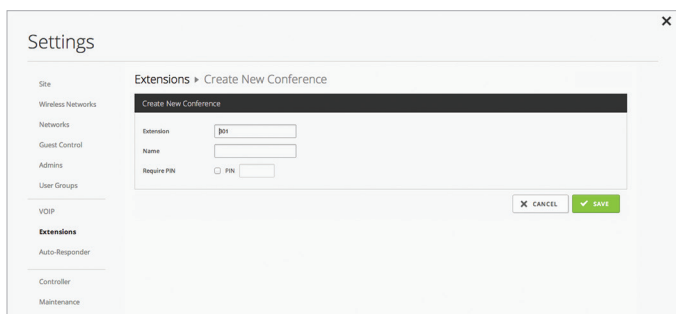 Settings
Site
Wireless Networks
Networks
Guest Control
Admins
User Groups
VOIP
Extensions
Auto-Responder
Controller
Maintenance
Extensions ▸ Create New Conference
Create New Conference
Extension
Name
Require PIN PIN
CANCEL SAVE